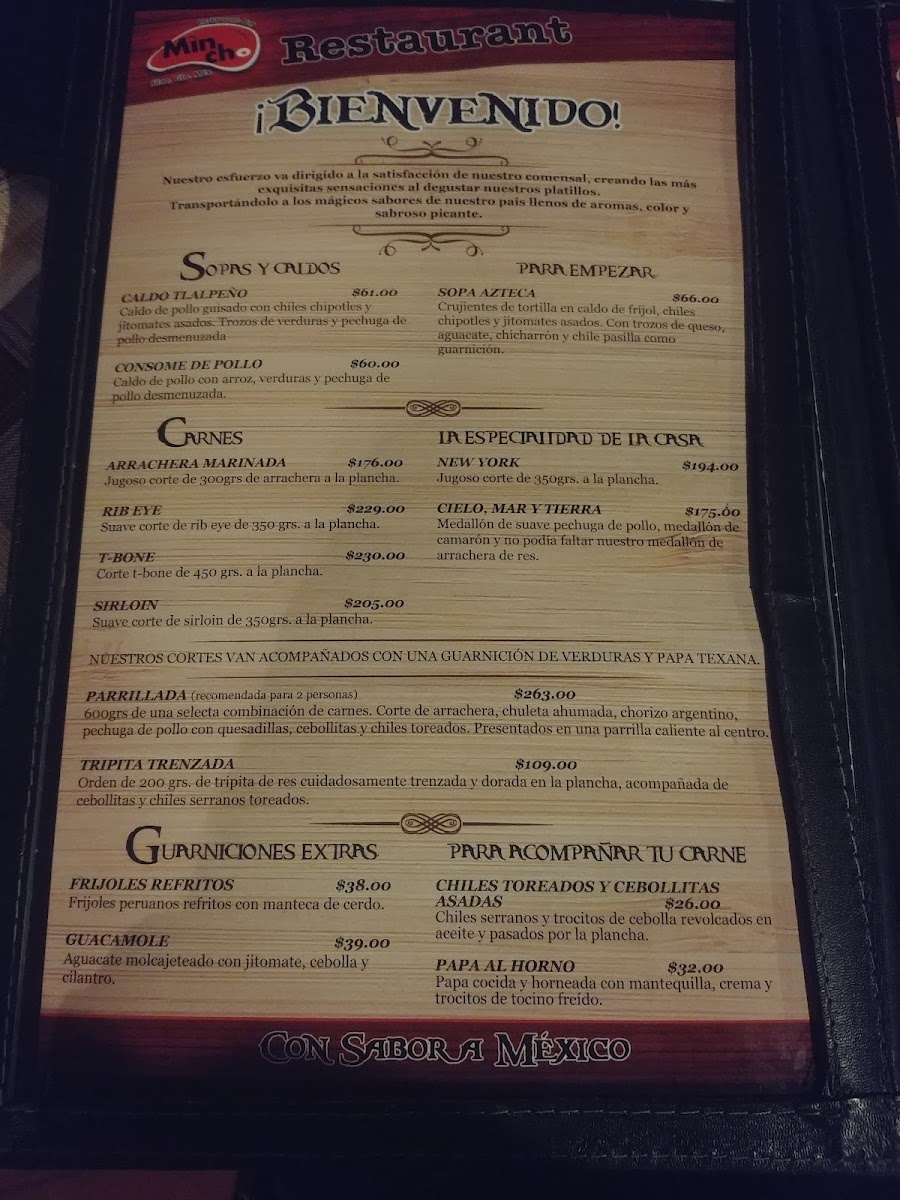 Min
cho
Restaurant
¡BIENVENIDO!
Nuestro esfuerzo va dirigido a la satisfacción de nuestro comensal, creando las más
exquisitas sensaciones al degustar nuestros platillos.
Transportándolo a los mágicos sabores de nuestro país llenos de aromas, color y
sabroso picante.
SOPAS Y CALDOS
CALDO TLALPEÑO $61.00
Caldo de pollo guisado con chiles chipotles y
jitomates asados. Trozos de verduras y pechuga de
pollo desmenuzada
CONSOME DE POLLO $60.00
Caldo de pollo con arroz, verduras y pechuga de
pollo desmenuzada.
PARA EMPEZAR
SOPA AZTECA $66.00
Crujientes de tortilla en caldo de frijol, chiles
chipotles y jitomates asados. Con trozos de queso,
aguacate, chicharrón y chile pasilla como
guarnición.
CARNES
ARRACHERA MARINADA $176.00
Jugoso corte de 300grs de arrachera a la plancha.
RIB EYE $229.00
Suave corte de rib eye de 350 grs. a la plancha.
T-BONE $230.00
Corte t-bone de 450 grs. a la plancha.
SIRLOIN $205.00
Suave corte de sirloin de 350grs. a la plancha.
LA ESPECIALIDAD DE LA CASA
NEW YORK $194.00
Jugoso corte de 350grs. a la plancha.
CIELO, MAR Y TIERRA $175.00
Medallón de suave pechuga de pollo, medallón de
camarón y no podía faltar nuestro medallón de
arrachera de res.
NUESTROS CORTES VAN ACOMPAÑADOS CON UNA GUARNICIÓN DE VERDURAS Y PAPA TEXANA.
PARRILLADA (recomendada para 2 personas) $263.00
600grs de una selecta combinación de carnes. Corte de arrachera, chuleta ahumada, chorizo argentino,
pechuga de pollo con quesadillas, cebollitas y chiles toreados. Presentados en una parrilla caliente al centro.
TRIPITA TRENZADA $109.00
Orden de 200 grs. de tripita de res cuidadosamente trenzada y dorada en la plancha, acompañada de
cebollitas y chiles serranos toreados.
GUARNICIONES EXTRAS
FRIJOLES REFRITOS $38.00
Frijoles peruanos refritos con manteca de cerdo.
GUACAMOLE $39.00
Aguacate molcajeteado con jitomate, cebolla y
cilantro.
PARA ACOMPAÑAR TU CARNE
CHILES TOREADOS Y CEBOLLITAS
ASADAS $26.00
Chiles serranos y trocitos de cebolla revolcados en
aceite y pasados por la plancha.
PAPA AL HORNO $32.00
Papa cocida y horneada con mantequilla, crema y
trocitos de tocino freído.
CON SABOR A MÉXICO